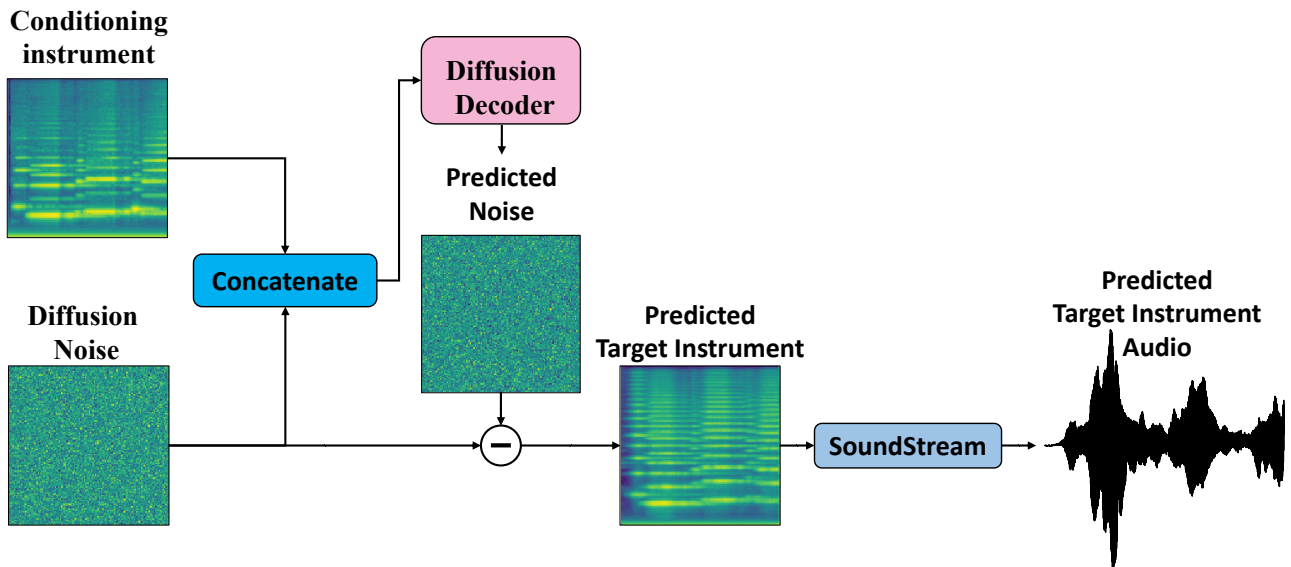 Conditioning
instrument
Diffusion
Decoder
Predicted
Noise
Concatenate
Diffusion
Noise
Predicted
Target Instrument
SoundStream
Predicted
Target Instrument
Audio